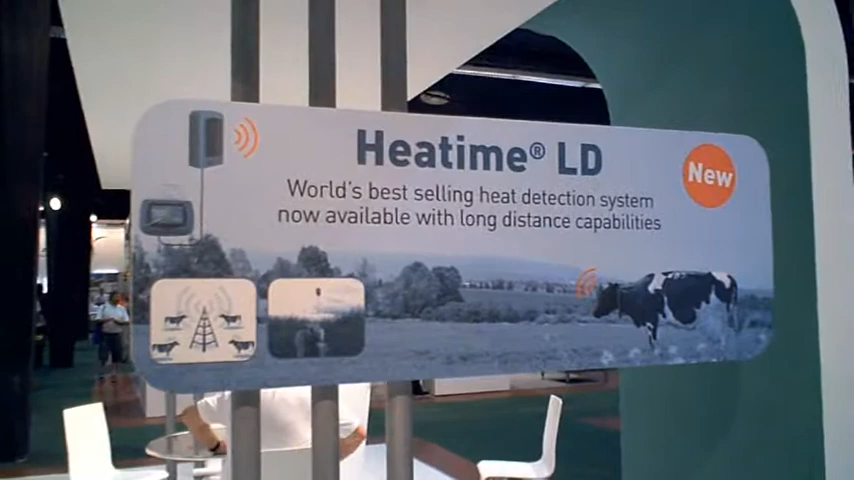 Heatime® LD
New
World's best selling heat detection system
now available with long distance capabilities.